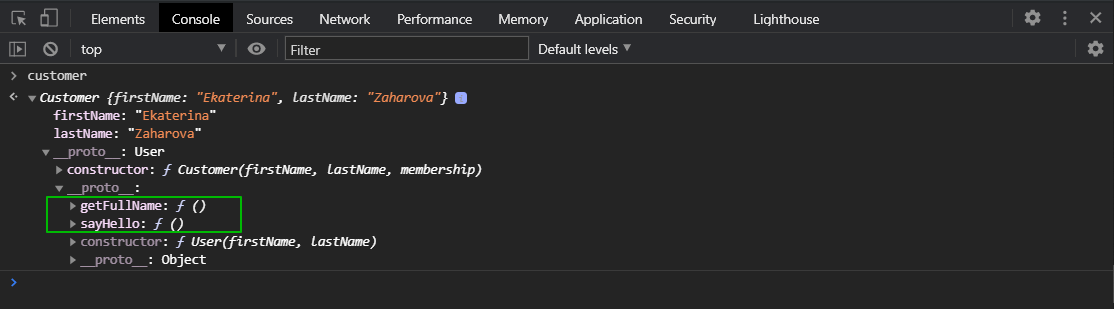 Elements Console Sources Network Performance Memory Application Security Lighthouse
top Filter Default levels
customer
Customer {firstName: "Ekaterina", lastName: "Zaharova"}
firstName: "Ekaterina"
lastName: "Zaharova"
__proto__: User
constructor: ƒ Customer(firstName, lastName, membership)
__proto__:
getFullName: ƒ ()
sayHello: ƒ ()
constructor: ƒ User(firstName, lastName)
__proto__: Object